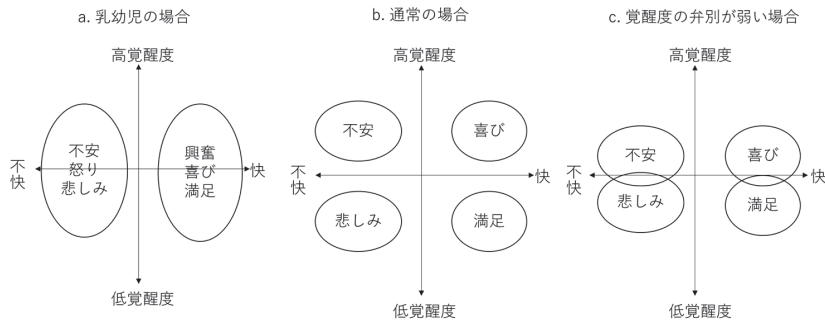 a. 乳幼児の場合
高覚醒度
不安
怒り
悲しみ
興奮
喜び
満足
不快
快
低覚醒度
b. 通常の場合
高覚醒度
不安
喜び
不快
快
悲しみ
満足
低覚醒度
c. 覚醒度の弁別が弱い場合
高覚醒度
不安
喜び
不快
快
悲しみ
満足
低覚醒度